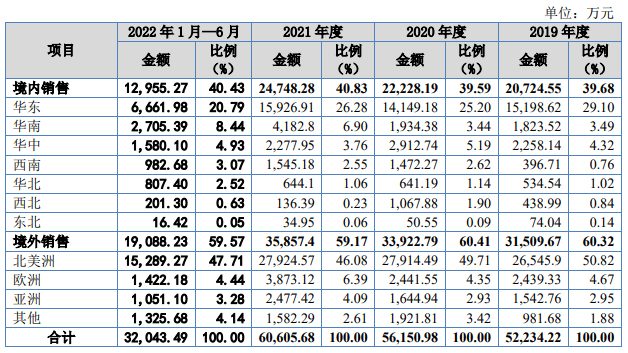 单位：万元
项目 2022 年 1 月—6 月 2021 年度 2020 年度 2019 年度
金额 比例（%） 金额 比例（%） 金额 比例（%） 金额 比例（%）
境内销售 12,955.27 40.43 24,748.28 40.83 22,228.19 39.59 20,724.55 39.68
华东 6,661.98 20.79 15,926.91 26.28 14,149.18 25.20 15,198.62 29.10
华南 2,705.39 8.44 4,182.8 6.90 1,934.38 3.44 1,823.52 3.49
华中 1,580.10 4.93 2,277.95 3.76 2,912.74 5.19 2,258.14 4.32
西南 982.68 3.07 1,545.18 2.55 1,472.27 2.62 396.71 0.76
华北 807.40 2.52 644.1 1.06 641.19 1.14 534.54 1.02
西北 201.30 0.63 136.39 0.23 1,067.88 1.90 438.99 0.84
东北 16.42 0.05 34.95 0.06 50.55 0.09 74.04 0.14
境外销售 19,088.23 59.57 35,857.4 59.17 33,922.79 60.41 31,509.67 60.32
北美洲 15,289.27 47.71 27,924.57 46.08 27,914.49 49.71 26,545.9 50.82
欧洲 1,422.18 4.44 3,873.12 6.39 2,441.55 4.35 2,439.33 4.67
亚洲 1,051.10 3.28 2,477.42 4.09 1,644.94 2.93 1,542.76 2.95
其他 1,325.68 4.14 1,582.29 2.61 1,921.81 3.42 981.68 1.88
合计 32,043.49 100.00 60,605.68 100.00 56,150.98 100.00 52,234.22 100.00